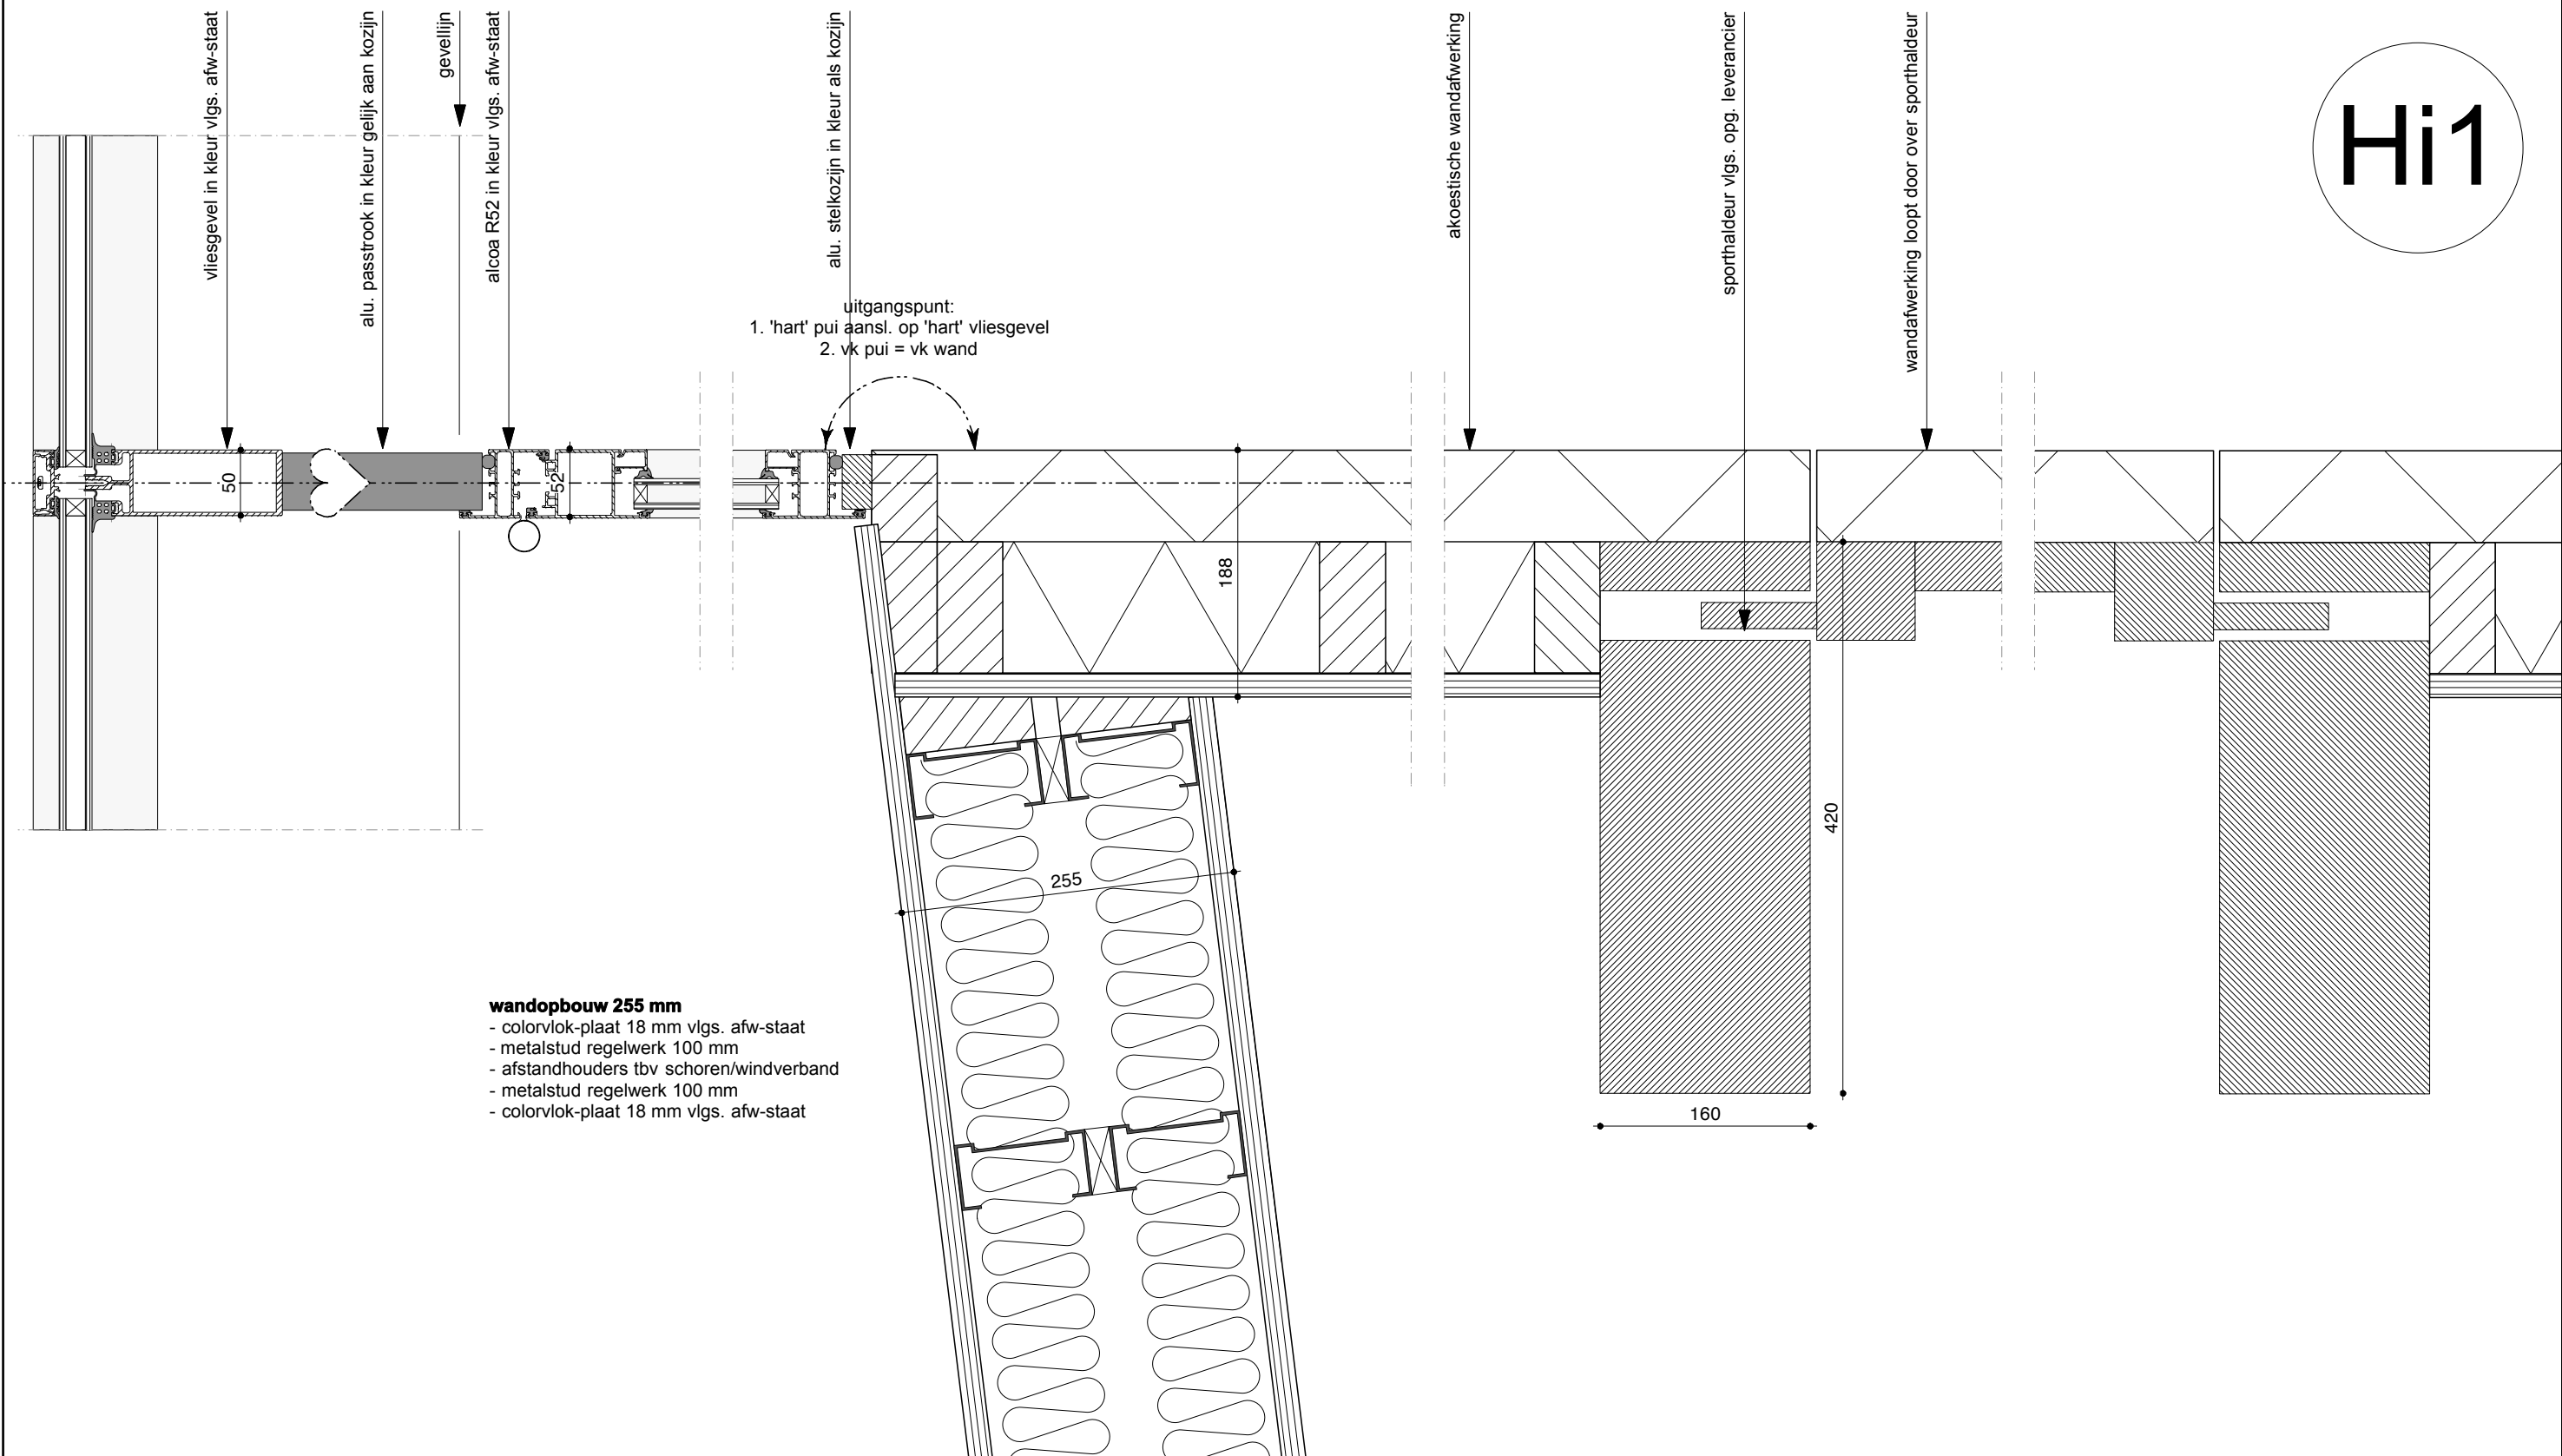 vliesgevel in kleur vlgs. afw-staat
alu. passtrook in kleur gelijk aan kozijn
gevellijn
alcoa R52 in kleur vlgs. afw-staat
alu. stelkozijn in kleur als kozijn
akoestische wandafwerking
sporthaldeur vlgs. opg. leverancier
wandafwerking loopt door over sporthaldeur
Hi1
uitgangspunt:
1. 'hart' pui aansl. op 'hart' vliesgevel
2. vk pui = vk wand
50
52
188
420
255
160
wandopbouw 255 mm
- colorvlok-plaat 18 mm vlgs. afw-staat
- metalstud regelwerk 100 mm
- afstandhouders tbv schoren/windverband
- metalstud regelwerk 100 mm
- colorvlok-plaat 18 mm vlgs. afw-staat